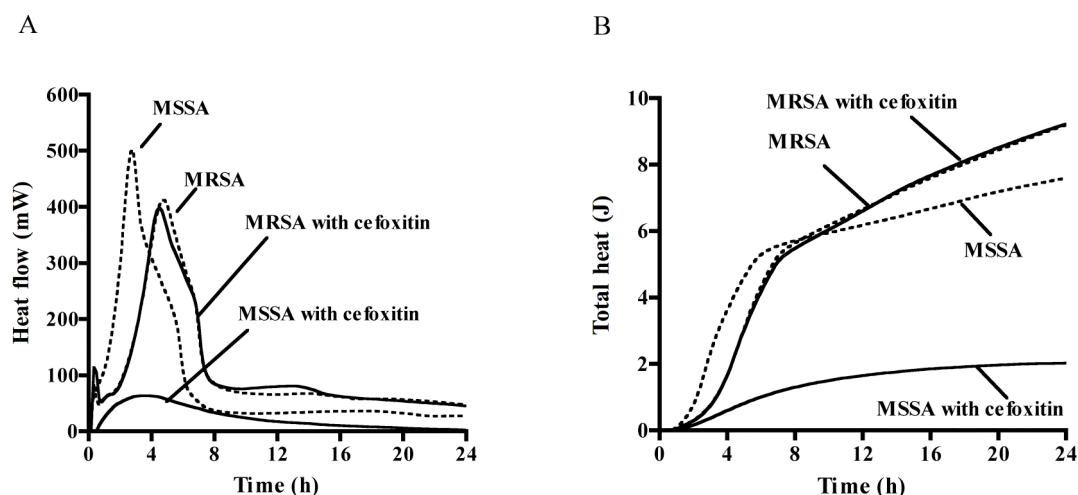 A
B
600
500
400
300
200
100
0
Heat flow (mW)
MSSA
MRSA
MRSA with cefoxitin
MSSA with cefoxitin
0 4 8 12 16 20 24
Time (h)
10
8
6
4
2
0
Total heat (J)
MRSA with cefoxitin
MRSA
MSSA
MSSA with cefoxitin
0 4 8 12 16 20 24
Time (h)